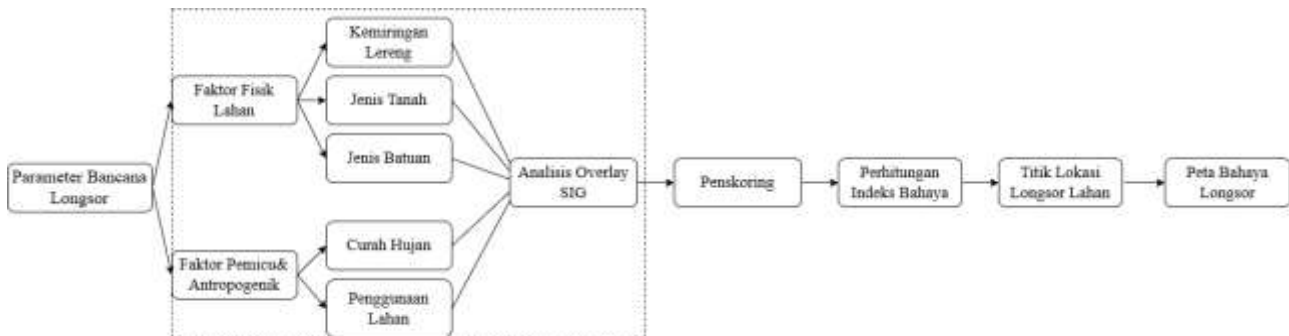 Parameter Bancana
Longsor
Faktor Fisik
Lahan
Kemiringan
Lereng
Jenis Tanah
Jenis Batuan
Faktor Pemicu&
Antropogenik
Curah Hujan
Penggunaan
Lahan
Analisis Overlay
SIG
Penskoring
Perhitungan
Indeks Bahaya
Titik Lokasi
Longsor Lahan
Peta Bahaya
Longsor